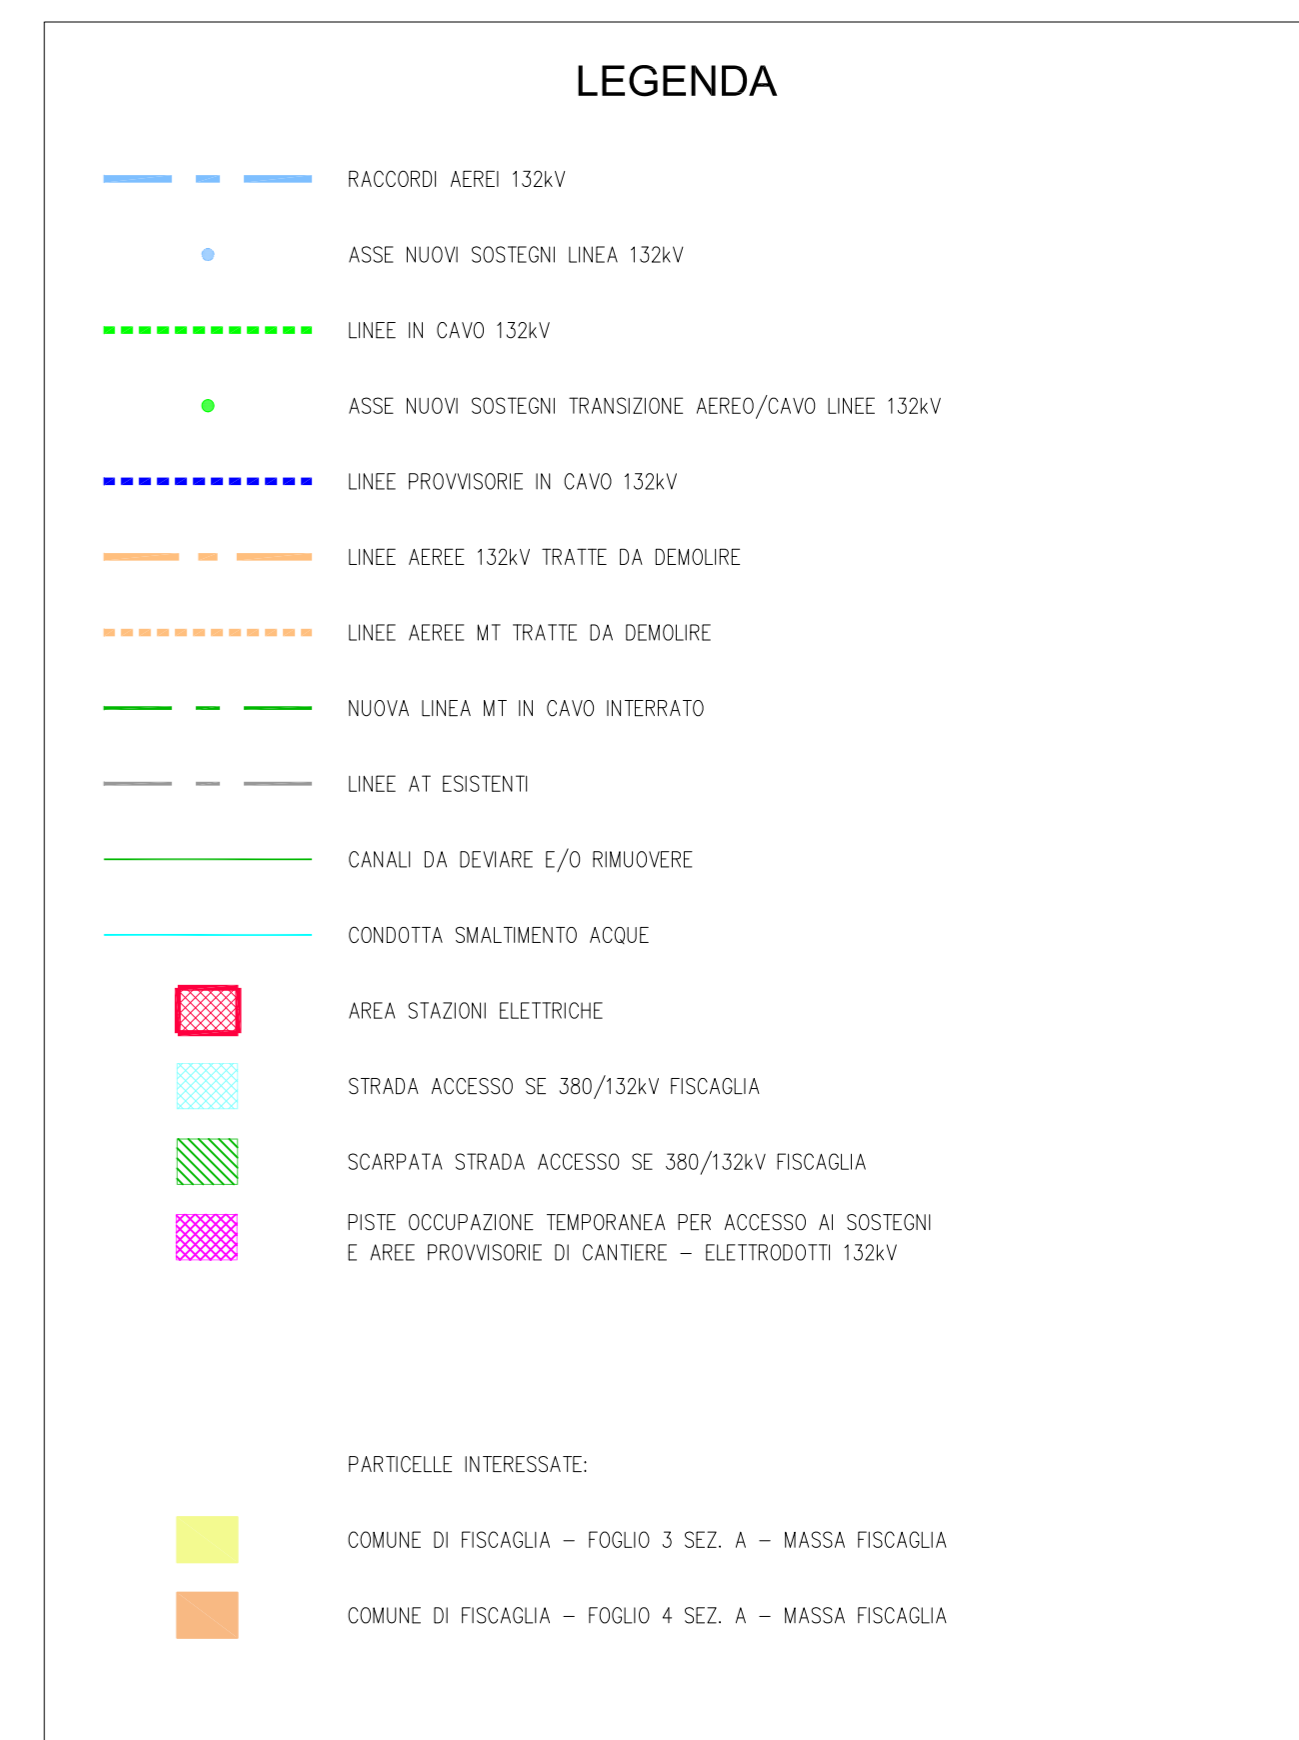 LEGENDA
RACCORDI AEREI 132kV
ASSE NUOVI SOSTEGNI LINEA 132kV
LINEE IN CAVO 132kV
ASSE NUOVI SOSTEGNI TRANSIZIONE AEREO/CAVO LINEE 132kV
LINEE PROVVISORIE IN CAVO 132kV
LINEE AEREE 132kV TRATTE DA DEMOLIRE
LINEE AEREE MT TRATTE DA DEMOLIRE
NUOVA LINEA MT IN CAVO INTERRATO
LINEE AT ESISTENTI
CANALI DA DEVIARE E/O RIMUOVERE
CONDOTTA SMALTIMENTO ACQUE
AREA STAZIONI ELETTRICHE
STRADA ACCESSO SE 380/132kV FISCAGLIA
SCARPATA STRADA ACCESSO SE 380/132kV FISCAGLIA
PISTE OCCUPAZIONE TEMPORANEA PER ACCESSO AI SOSTEGNI
E AREE PROVVISORIE DI CANTIERE – ELETTRODOTTI 132kV
PARTICELLE INTERESSATE:
COMUNE DI FISCAGLIA – FOGLIO 3 SEZ. A – MASSA FISCAGLIA
COMUNE DI FISCAGLIA – FOGLIO 4 SEZ. A – MASSA FISCAGLIA